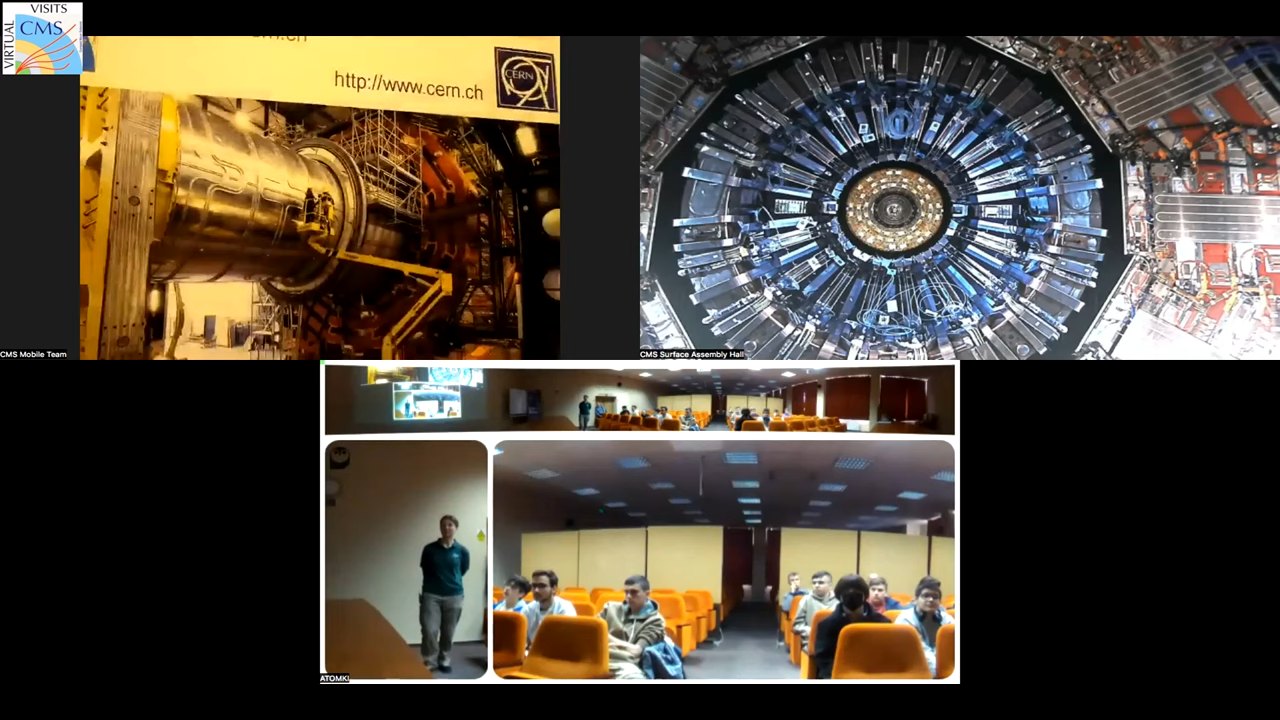 VISITS
VIRTUAL
CMS
http://www.cern.ch
CERN
CMS Mobile Team
CMS Surface Assembly Hall
ATOMKI